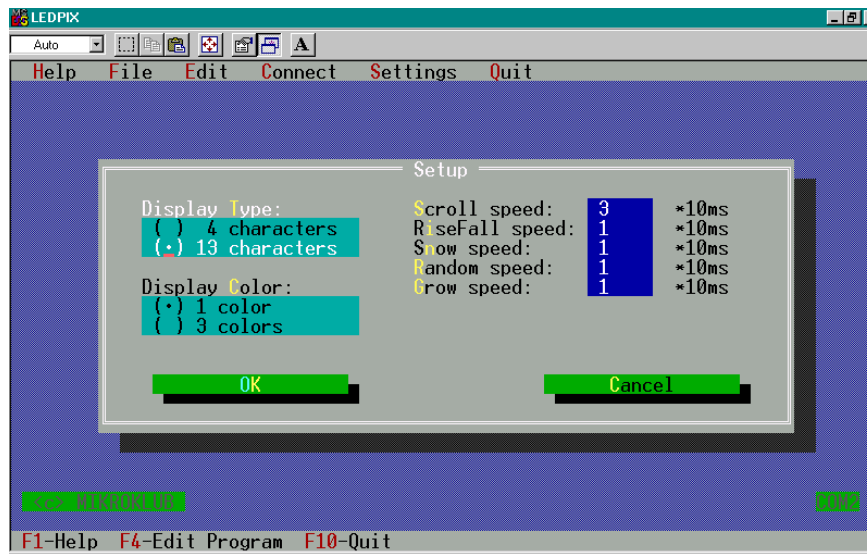 LEDPIX
Auto
A
Help File Edit Connect Settings Quit
Setup
Display Type:
( ) 4 characters
(•) 13 characters
Display Color:
(•) 1 color
( ) 3 colors
Scroll speed: 3 *10ms
RiseFall speed: 1 *10ms
Snow speed: 1 *10ms
Random speed: 1 *10ms
Grow speed: 1 *10ms
OK
Cancel
<c> MIKROKLUB
COM2
F1-Help F4-Edit Program F10-Quit